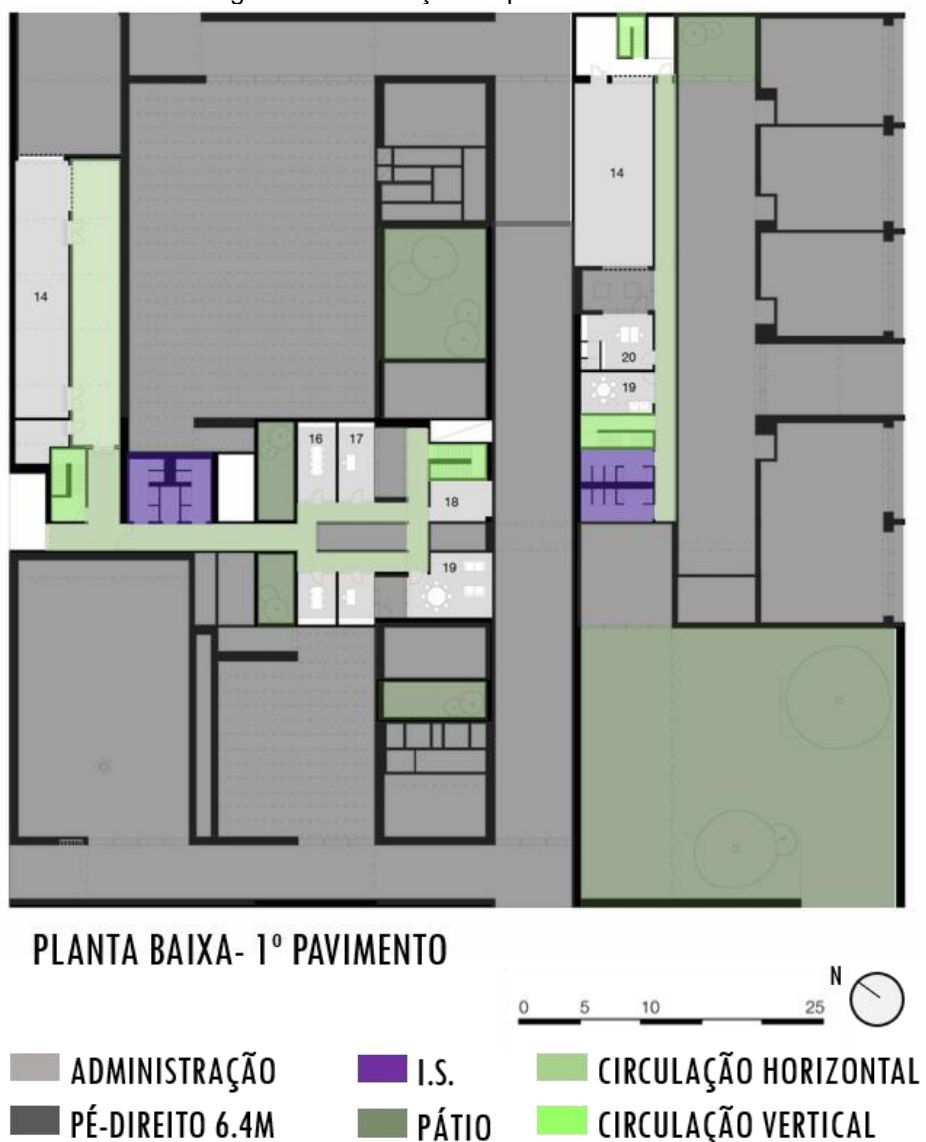 14
14
20
19
16 17
18
19
PLANTA BAIXA- 1º PAVIMENTO
N
0 5 10 25
ADMINISTRAÇÃO
I.S.
CIRCULAÇÃO HORIZONTAL
PÉ-DIREITO 6.4M
PÁTIO
CIRCULAÇÃO VERTICAL